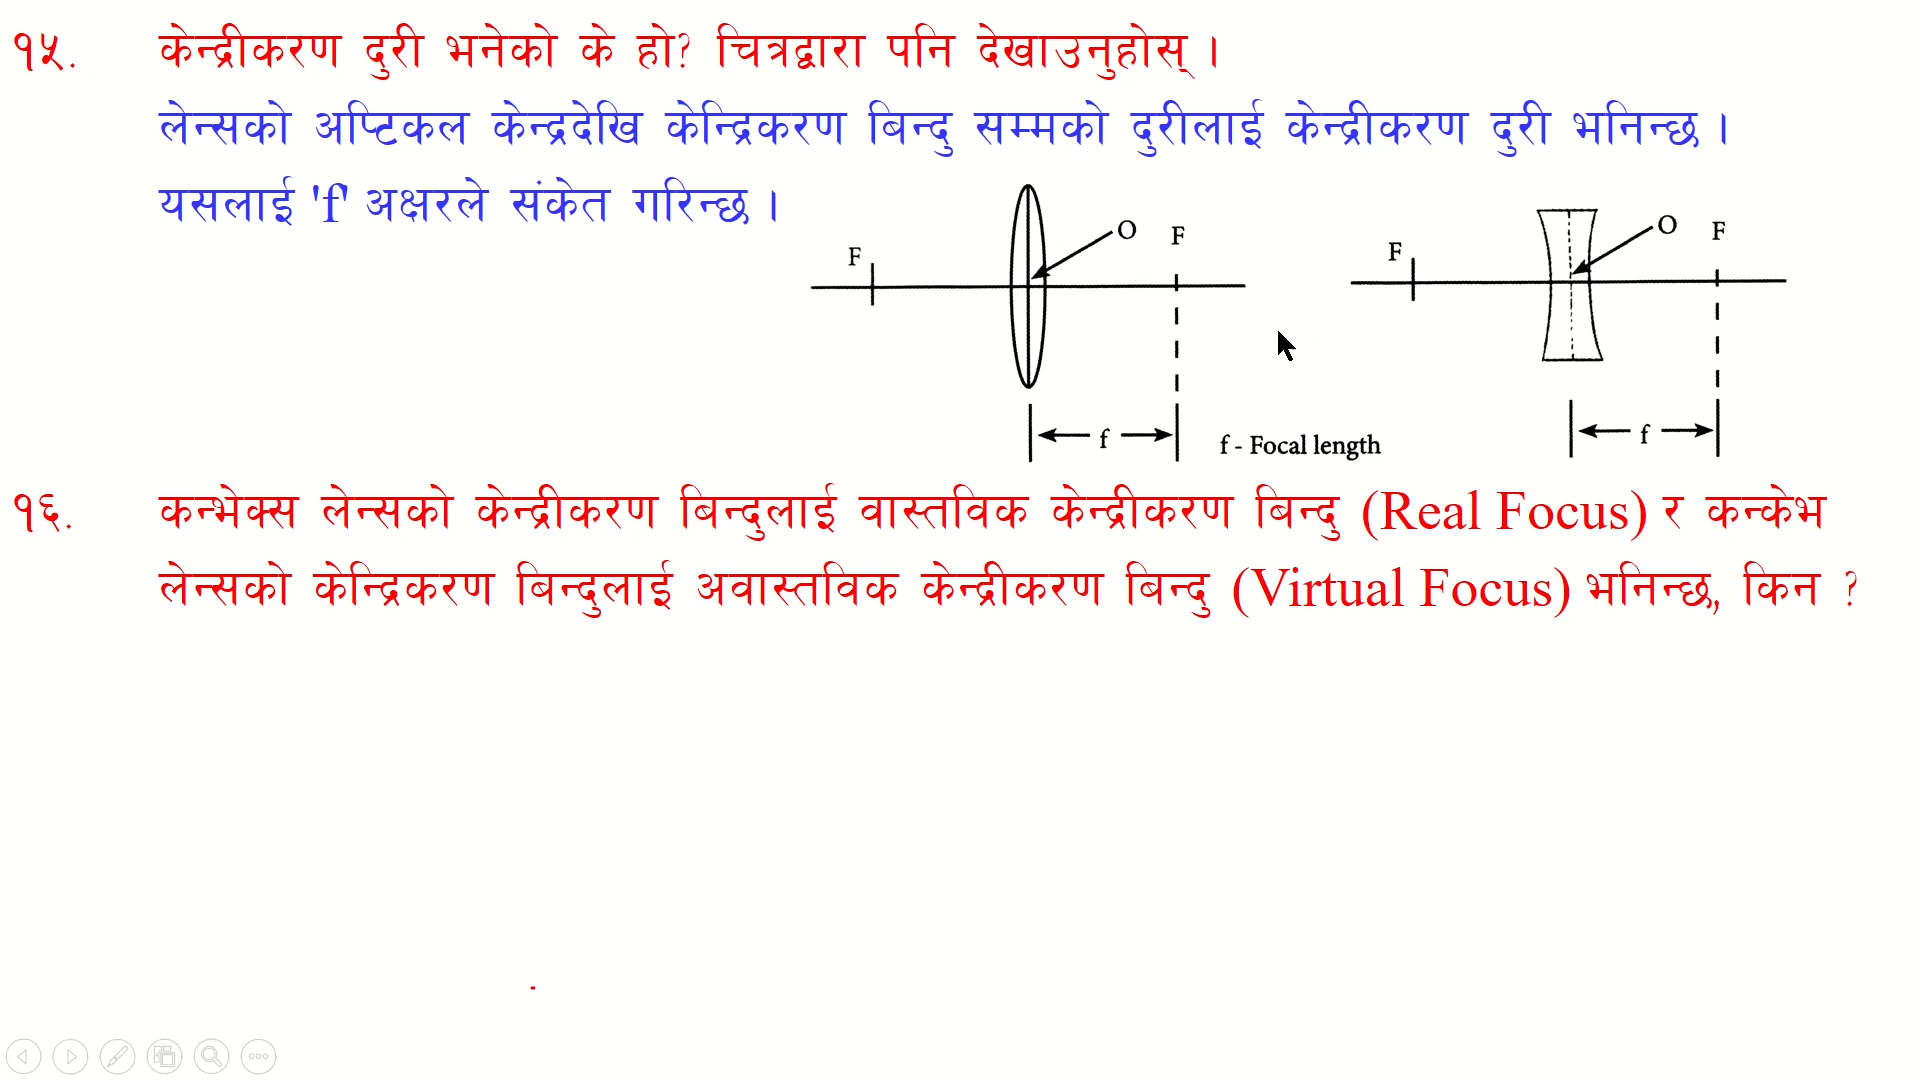 १५. केन्द्रीकरण दुरी भनेको के हो? चित्रद्वारा पनि देखाउनुहोस् ।
लेन्सको अप्टिकल केन्द्रदेखि केन्द्रिकरण बिन्दु सम्मको दुरीलाई केन्द्रीकरण दुरी भनिन्छ ।
यसलाई 'f' अक्षरले संकेत गरिन्छ ।
F O F
F O F
f f - Focal length f
१६. कन्भेक्स लेन्सको केन्द्रीकरण बिन्दुलाई वास्तविक केन्द्रीकरण बिन्दु (Real Focus) र कन्केभ
लेन्सको केन्द्रिकरण बिन्दुलाई अवास्तविक केन्द्रीकरण बिन्दु (Virtual Focus) भनिन्छ, किन ?